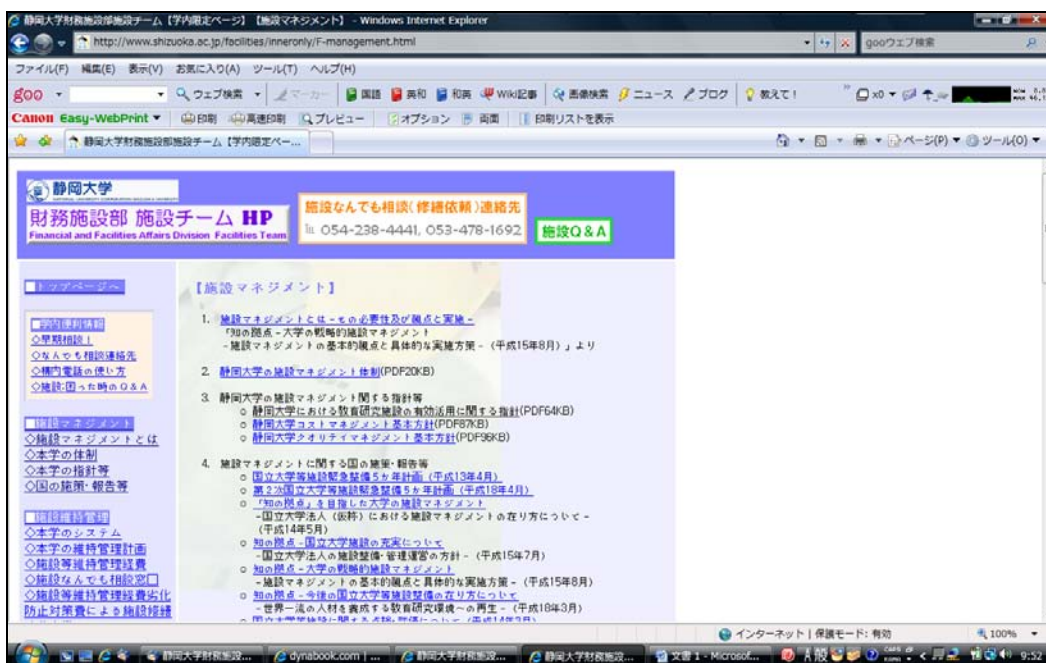 静岡大学財務施設部施設チーム【学内限定ページ】【施設マネジメント】 - Windows Internet Explorer
http://www.shizuoka.ac.jp/facilities/inneronly/F-management.html
gooウェブ検索
ファイル(F) 編集(E) 表示(V) お気に入り(A) ツール(T) ヘルプ(H)
goo ウェブ検索 マーカー 国語 英和 和英 Wiki記事 画像検索 ニュース ブログ 教えて! x0
Canon Easy-WebPrint 印刷 高速印刷 プレビュー オプション 両面 印刷リストを表示
静岡大学財務施設部施設チーム【学内限定ペー... ページ(P) ツール(O)
静岡大学
財務施設部 施設チーム HP
Financial and Facilities Affairs Division Facilities Team
施設なんでも相談(修繕依頼)連絡先
℡ 054-238-4441, 053-478-1692
施設Q&A
■トップページへ
■学内便利情報
◇早期相談!
◇なんでも相談連絡先
◇構内電話の使い方
◇施設:困った時のQ&A
■施設マネジメント
◇施設マネジメントとは
◇本学の体制
◇本学の指針等
◇国の施策・報告等
■施設維持管理
◇本学のシステム
◇本学の維持管理計画
◇施設等維持管理経費
◇施設なんでも相談窓口
◇施設等維持管理経費劣化
防止対策費による施設修繕
【施設マネジメント】
1. 施設マネジメントとは-その必要性及び視点と実施-
「知の拠点-大学の戦略的施設マネジメント
-施設マネジメントの基本的視点と具体的な実施方策-(平成15年8月)」より
2. 静岡大学の施設マネジメント体制(PDF20KB)
3. 静岡大学の施設マネジメント関する指針等
○ 静岡大学における教育研究施設の有効活用に関する指針(PDF64KB)
○ 静岡大学コストマネジメント基本方針(PDF87KB)
○ 静岡大学クオリテイマネジメント基本方針(PDF96KB)
4. 施設マネジメントに関する国の施策・報告等
○ 国立大学等施設緊急整備5か年計画(平成13年4月)
○ 第2次国立大学等施設緊急整備5か年計画(平成18年4月)
○ 「知の拠点」を目指した大学の施設マネジメント
-国立大学法人(仮称)における施設マネジメントの在り方について-
(平成14年5月)
○ 知の拠点-国立大学施設の充実について
-国立大学法人の施設整備・管理運営の方針-(平成15年7月)
○ 知の拠点-大学の戦略的施設マネジメント
-施設マネジメントの基本的視点と具体的な実施方策-(平成15年8月)
○ 知の拠点-今後の国立大学等施設整備の在り方について
-世界一流の人材を養成する教育研究環境への再生-(平成18年3月)
インターネット | 保護モード: 有効 100%
静岡大学財務施設... dynabook.com | ... 静岡大学財務施設... 静岡大学財務施設... 文書 1 - Microsof... A 般 9:52